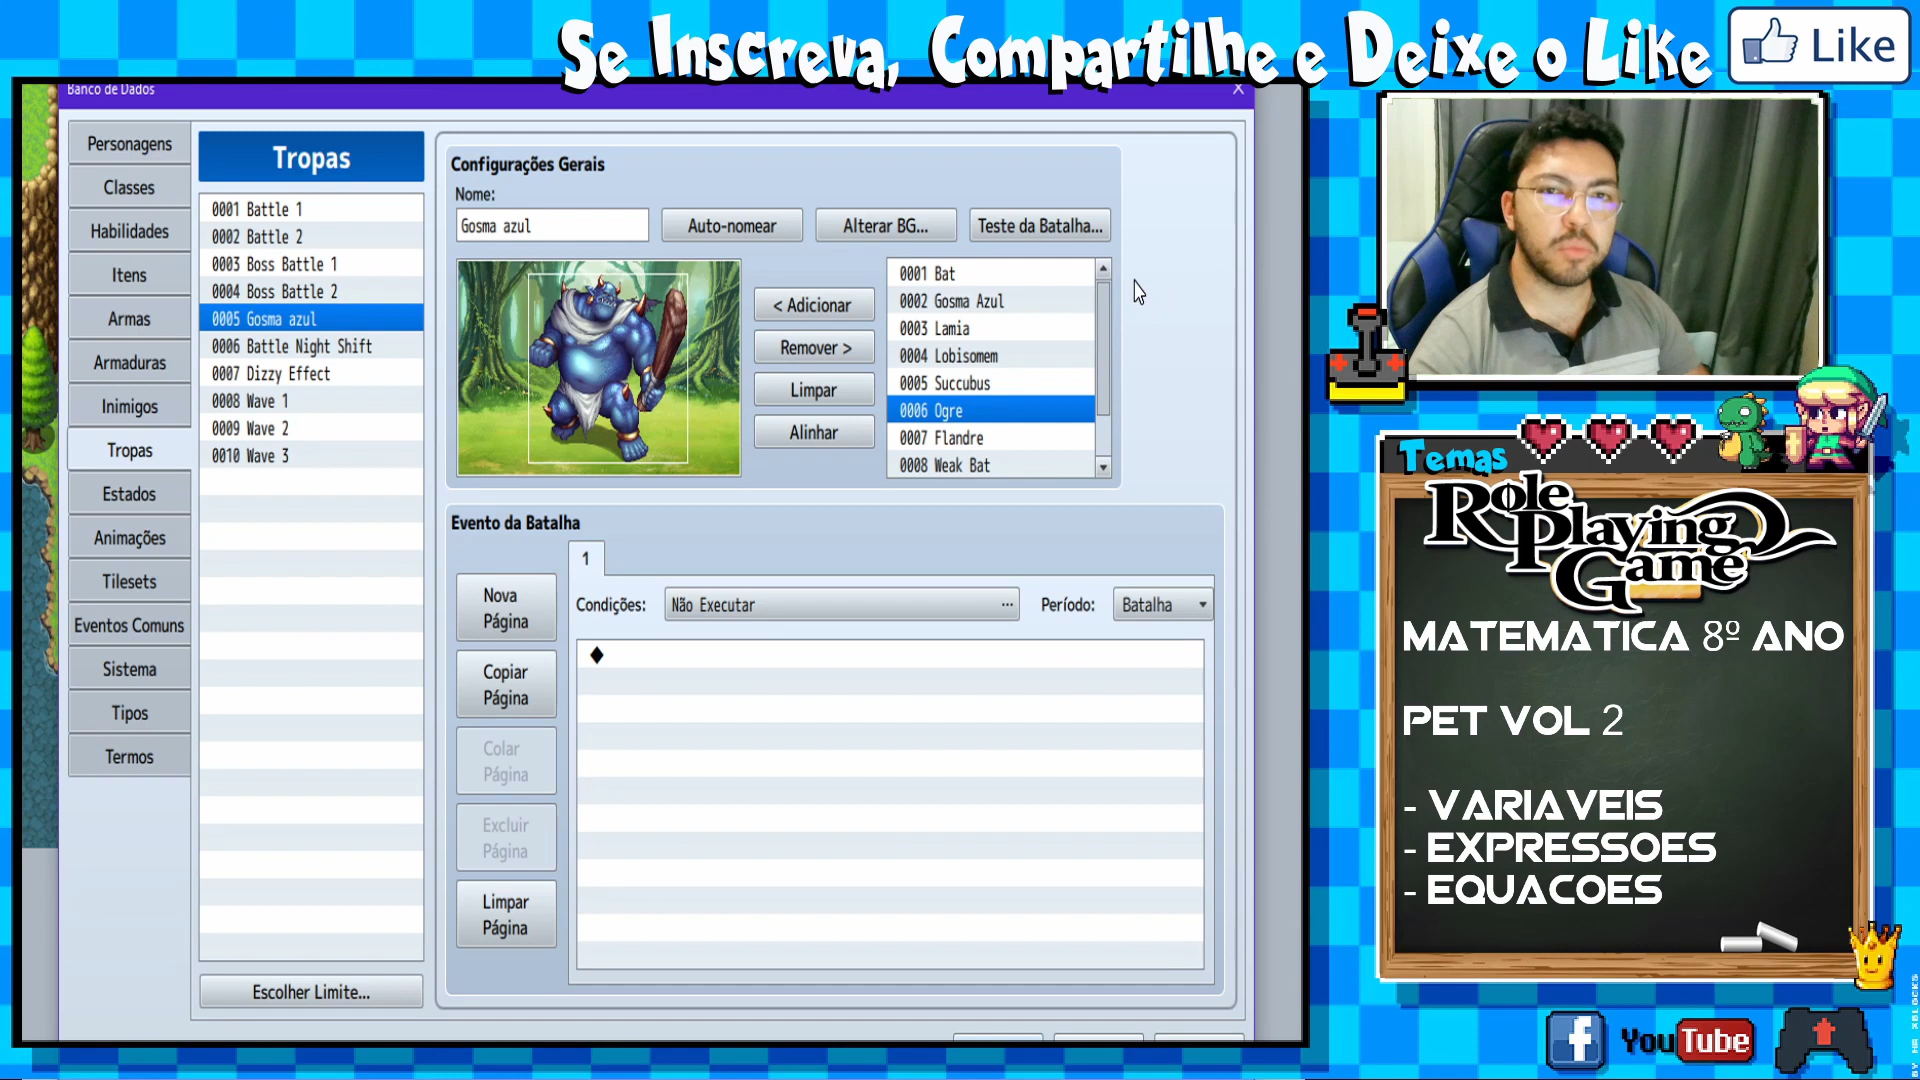 Se Inscreva, Compartilhe e Deixe o Like
Like
Banco de Dados
X
Personagens
Classes
Habilidades
Itens
Armas
Armaduras
Inimigos
Tropas
Estados
Animações
Tilesets
Eventos Comuns
Sistema
Tipos
Termos
Tropas
0001 Battle 1
0002 Battle 2
0003 Boss Battle 1
0004 Boss Battle 2
0005 Gosma azul
0006 Battle Night Shift
0007 Dizzy Effect
0008 Wave 1
0009 Wave 2
0010 Wave 3
Escolher Limite...
Configurações Gerais
Nome:
Gosma azul
Auto-nomear
Alterar BG...
Teste da Batalha...
< Adicionar
Remover >
Limpar
Alinhar
0001 Bat
0002 Gosma Azul
0003 Lamia
0004 Lobisomem
0005 Succubus
0006 Ogre
0007 Flandre
0008 Weak Bat
Evento da Batalha
1
Nova
Página
Copiar
Página
Colar
Página
Excluir
Página
Limpar
Página
Condições:
Não Executar
...
Período:
Batalha
Temas
Role
Playing
Game
MATEMATICA 8º ANO
PET VOL 2
- VARIAVEIS
- EXPRESSOES
- EQUACOES
f
YouTube
BY MR XBLOCKS